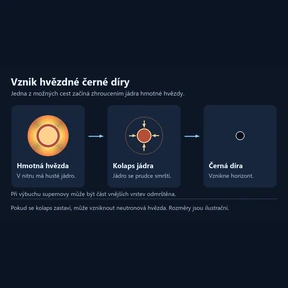 Vznik hvězdné černé díry
Jedna z možných cest začíná zhroucením jádra hmotné hvězdy.
Hmotná hvězda
V nitru má husté jádro.
Kolaps jádra
Jádro se prudce smrští.
Černá díra
Vznikne horizont.
Při výbuchu supernovy může být část vnějších vrstev odmrštěna.
Pokud se kolaps zastaví, může vzniknout neutronová hvězda. Rozměry jsou ilustrační.